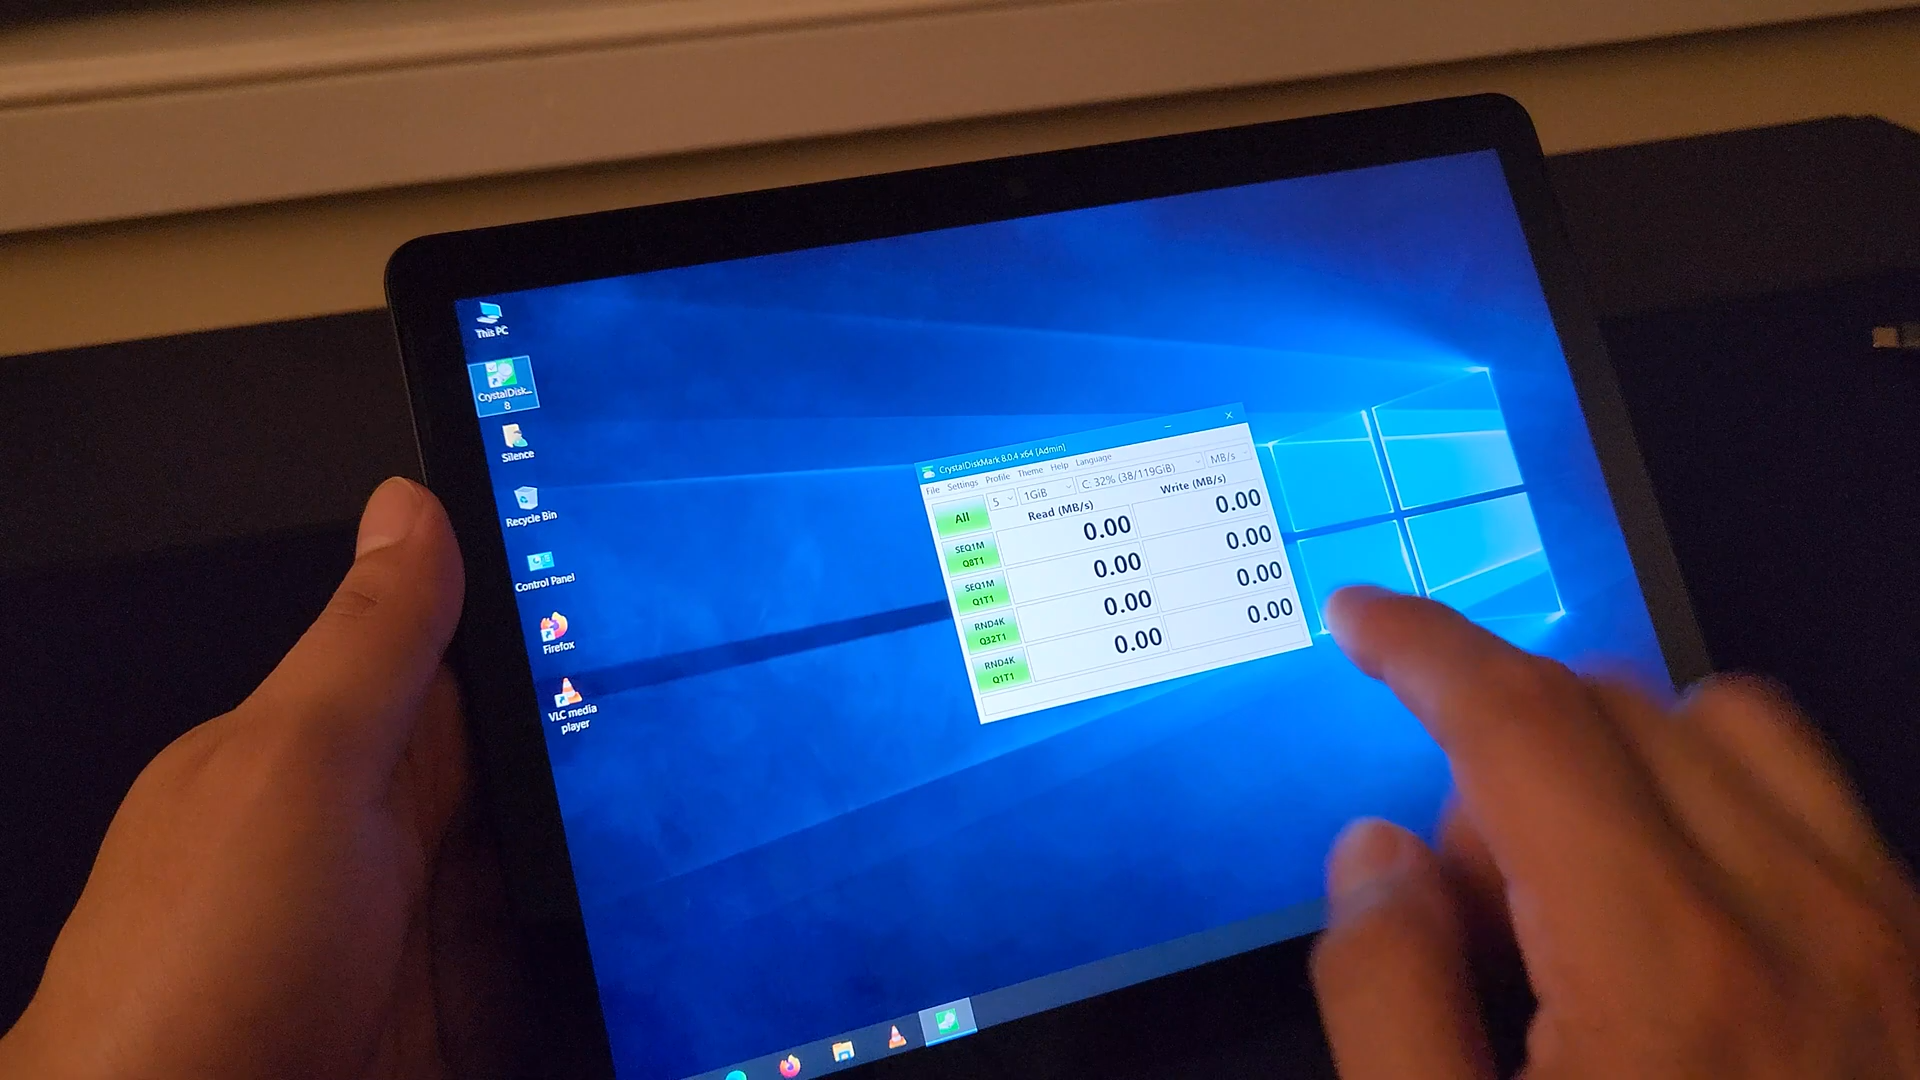 This PC
CrystalDisk...
8
Silence
Recycle Bin
Control Panel
Firefox
VLC media
player
CrystalDiskMark 8.0.4 x64 [Admin]
File Settings Profile Theme Help Language
All 5 1GiB C: 32% (38/119GiB) MB/s
Read (MB/s) Write (MB/s)
SEQ1M
Q8T1
0.00 0.00
SEQ1M
Q1T1
0.00 0.00
RND4K
Q32T1
0.00 0.00
RND4K
Q1T1
0.00 0.00